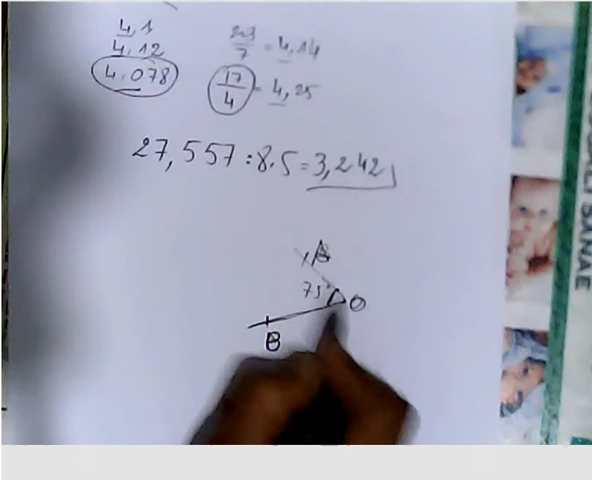 4,1
4,12
4,078
23/7 = 4,14
17/4 = 4,25
27,557 : 8.5 = 3,242
A
75°
O
B
SANAE